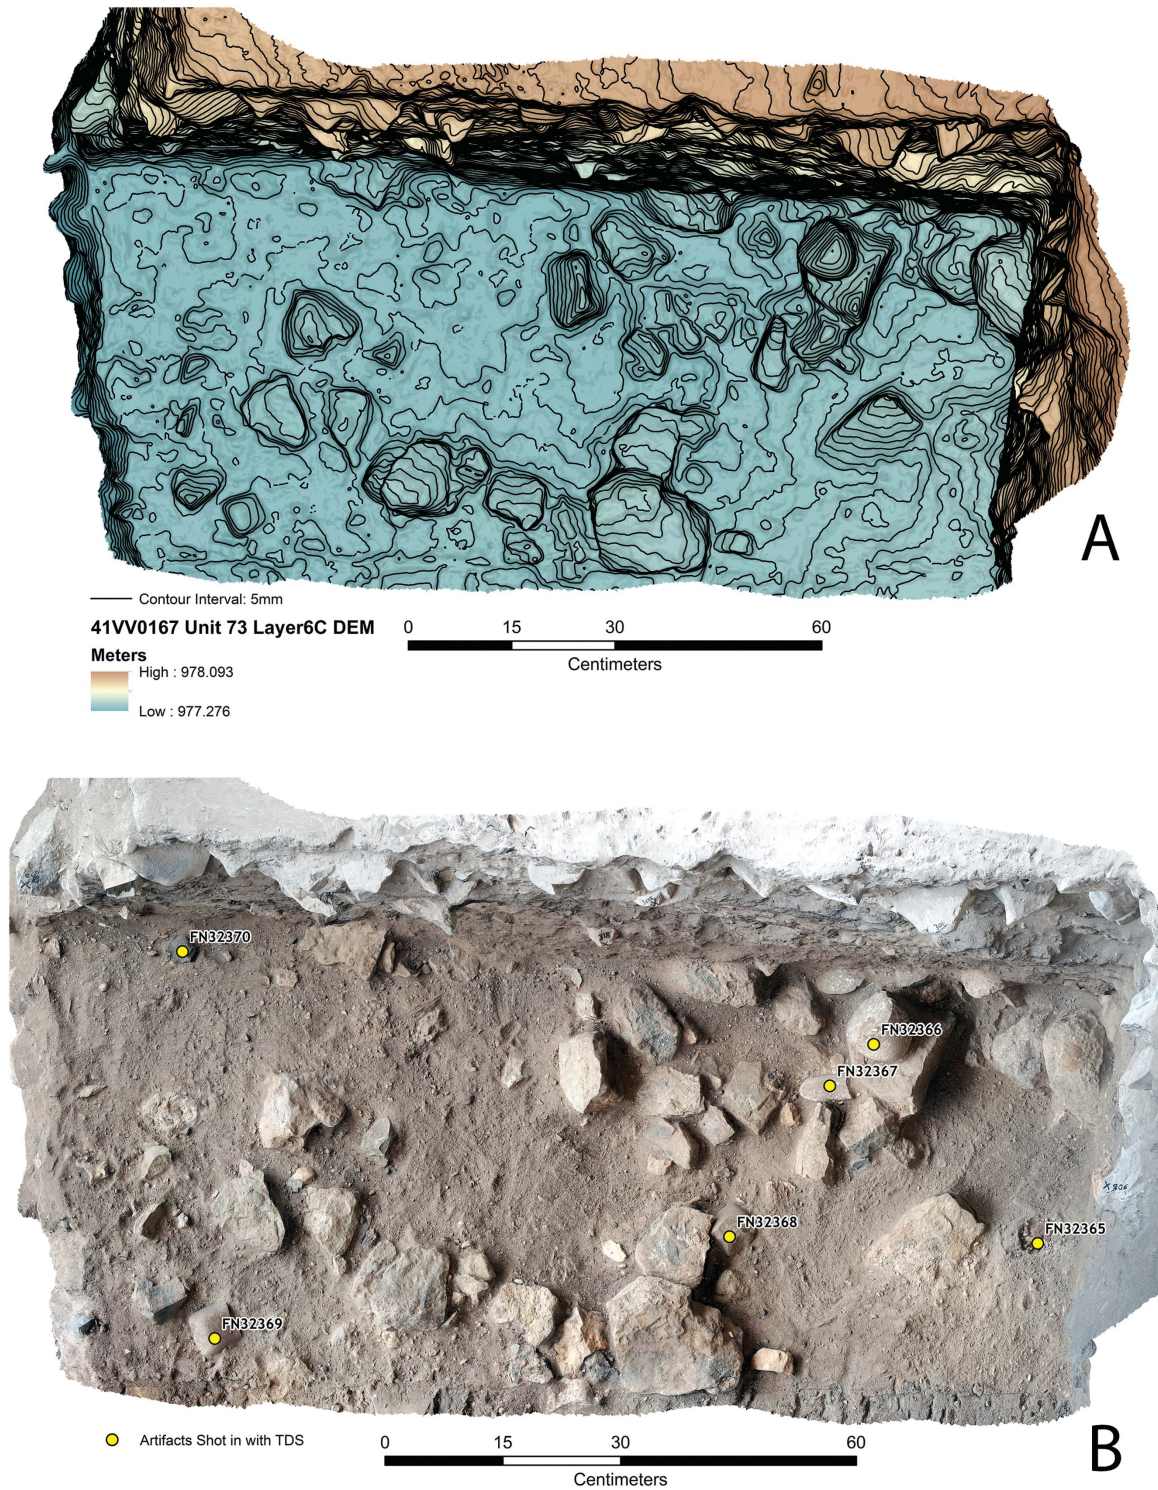 A
Contour Interval: 5mm
41VV0167 Unit 73 Layer6C DEM
Meters
High : 978.093
Low : 977.276
0 15 30 60
Centimeters
FN32370
FN32366
FN32367
X 806
FN32368
FN32365
FN32369
Artifacts Shot in with TDS
0 15 30 60
Centimeters
B